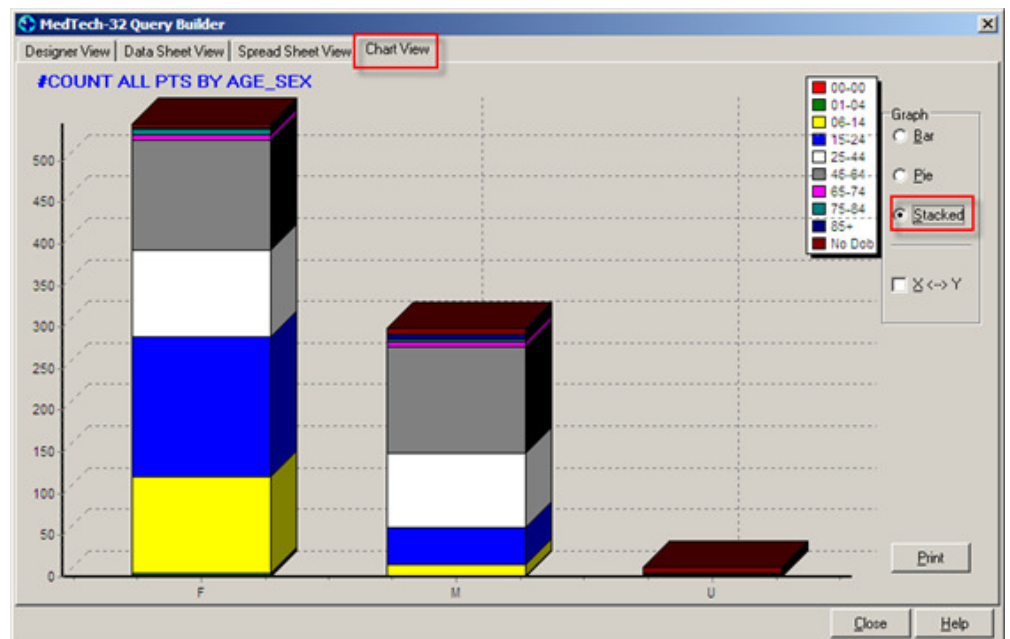 MedTech-32 Query Builder
Designer View Data Sheet View Spread Sheet View Chart View
#COUNT ALL PTS BY AGE_SEX
00-00
01-04
06-14
15-24
25-44
45-64
65-74
75-84
85+
No Dob
Graph
Bar
Pie
Stacked
X <--> Y
500
450
400
350
300
250
200
150
100
50
0
F M U
Print
Close Help